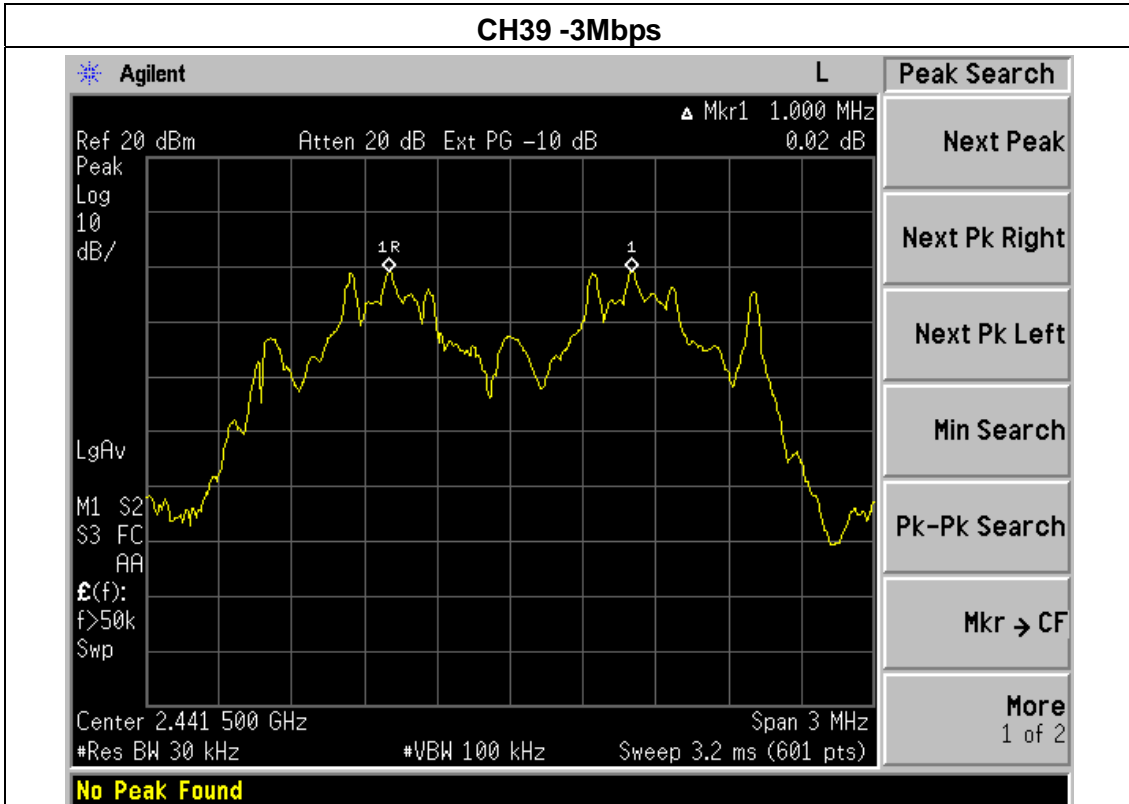 CH39 -3Mbps
Agilent L Peak Search
Δ Mkr1 1.000 MHz
Ref 20 dBm Atten 20 dB Ext PG -10 dB 0.02 dB
Peak
Log
10
dB/
1R 1
LgAv
M1 S2
S3 FC
AA
£(f):
f>50k
Swp
Center 2.441 500 GHz Span 3 MHz
#Res BW 30 kHz #VBW 100 kHz Sweep 3.2 ms (601 pts)
No Peak Found
Next Peak
Next Pk Right
Next Pk Left
Min Search
Pk-Pk Search
Mkr → CF
More
1 of 2